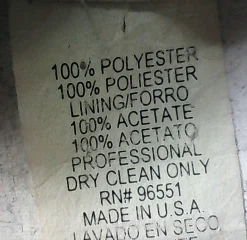 100% POLYESTER
100% POLIESTER
LINING/FORRO
100% ACETATE
100% ACETATO
PROFESSIONAL
DRY CLEAN ONLY
RN# 96551
MADE IN U.S.A.
LAVADO EN SECO